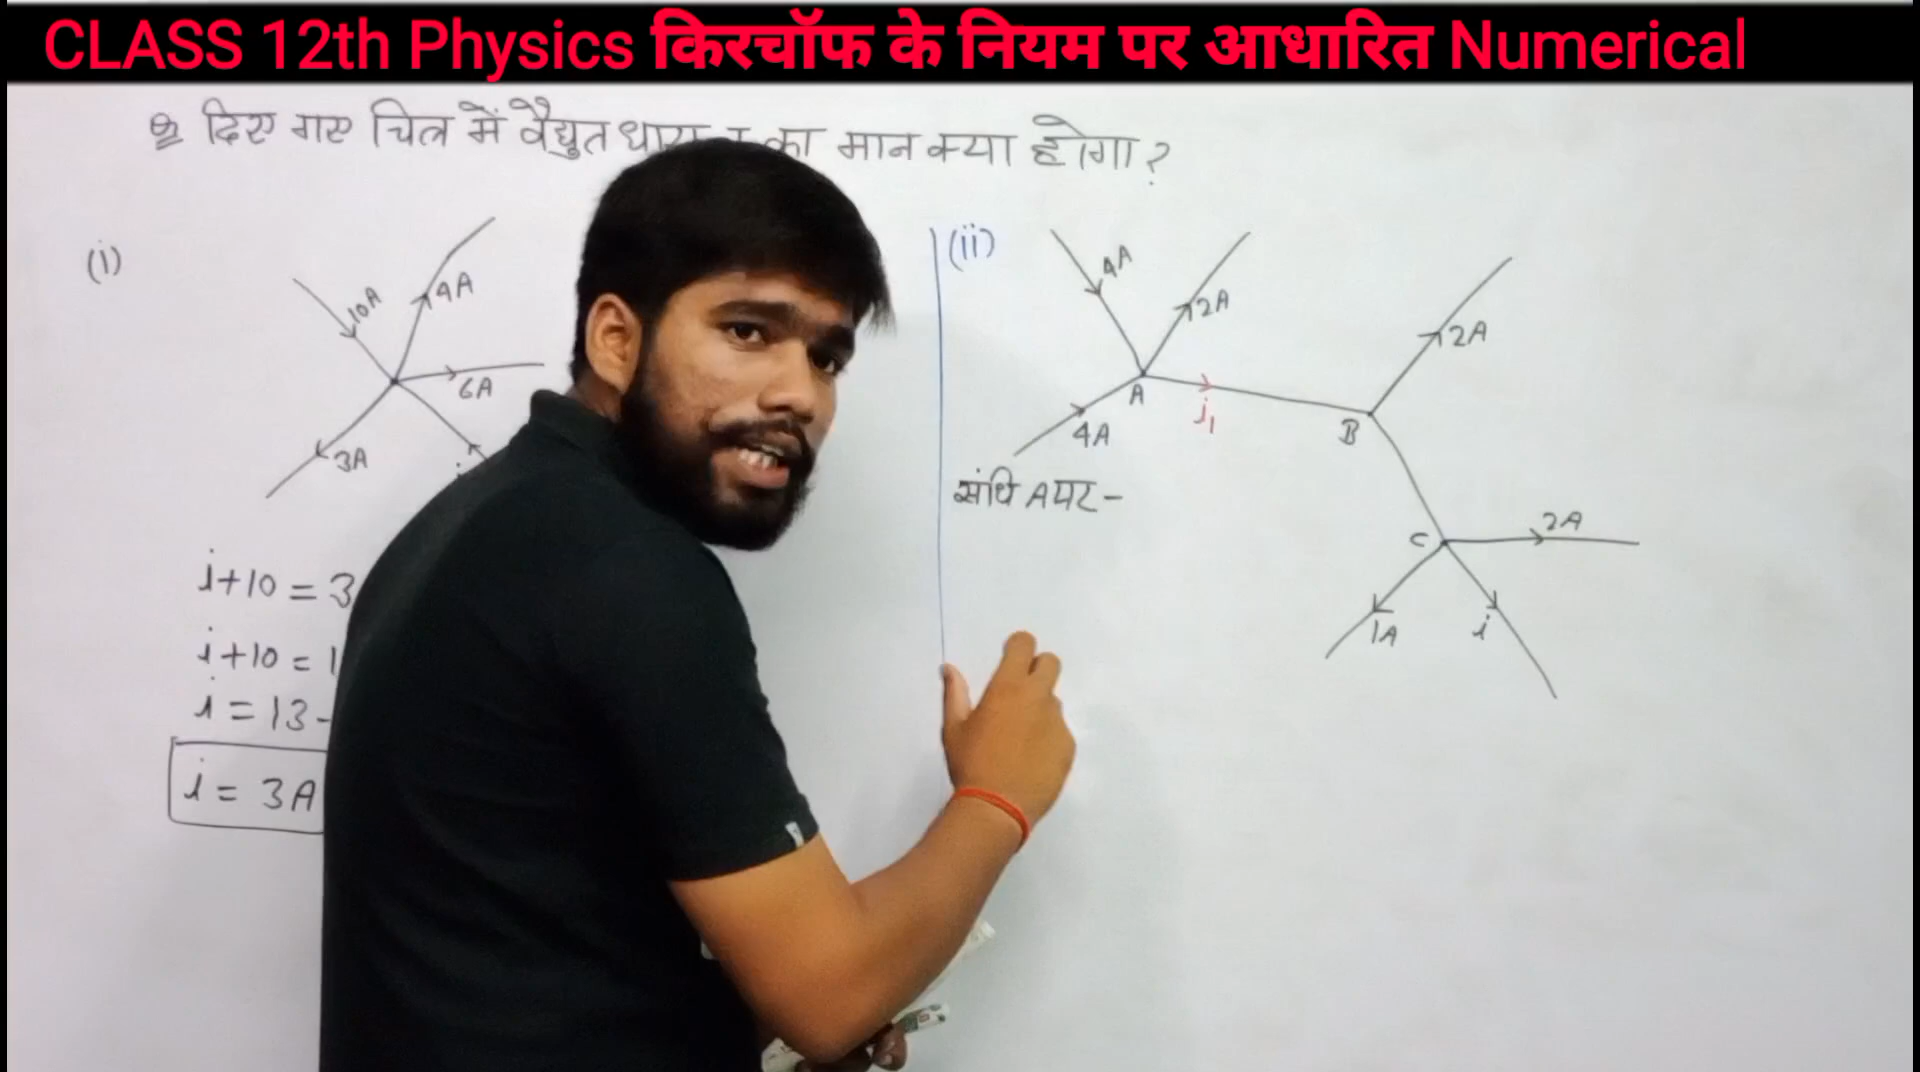 CLASS 12th Physics किरचॉफ के नियम पर आधारित Numerical
दिए गए चित्र में वैद्युत का मान क्या होगा?
(i)
10A
4A
6A
3A
i+10 = 3
i+10 = 1
i = 13-
i = 3A
(ii)
4A
2A
4A
A
i₁
B
2A
संधि A पर -
C
2A
1A
i